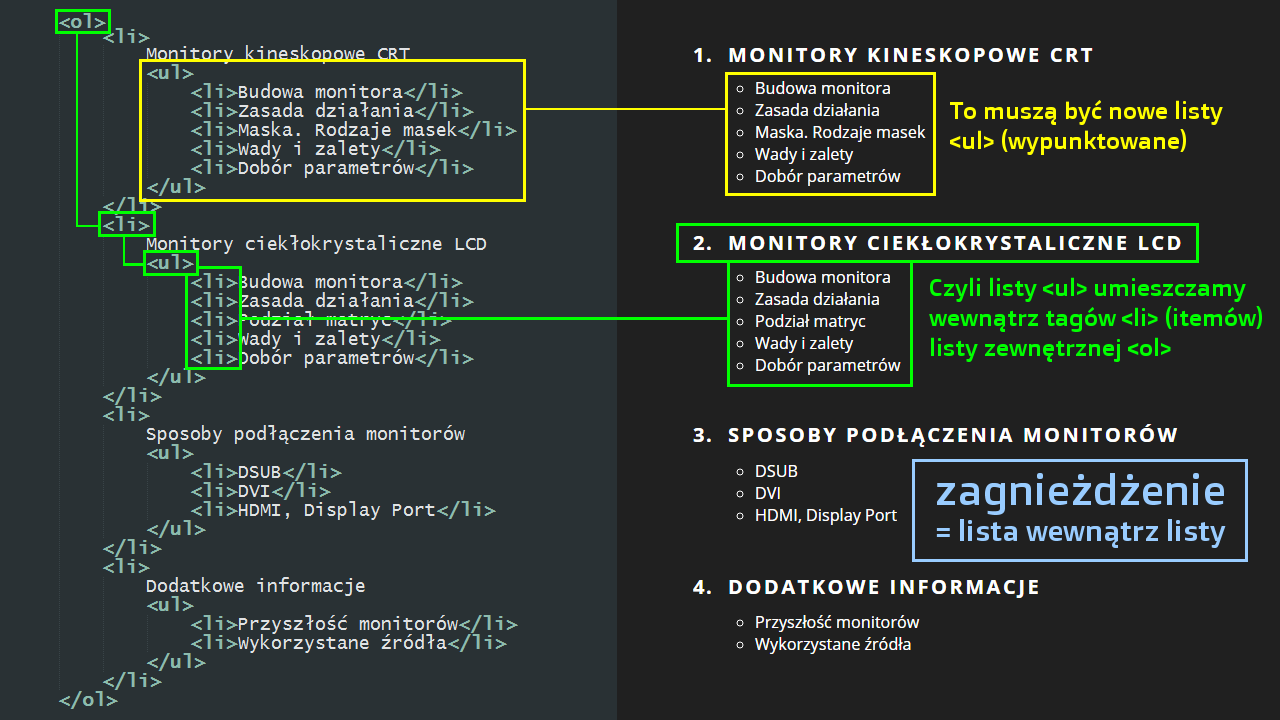 <ol>
<li>
Monitory kineskopowe CRT
<ul>
<li>Budowa monitora</li>
<li>Zasada działania</li>
<li>Maska. Rodzaje masek</li>
<li>Wady i zalety</li>
<li>Dobór parametrów</li>
</ul>
</li>
<li>
Monitory ciekłokrystaliczne LCD
<ul>
<li>Budowa monitora</li>
<li>Zasada działania</li>
<li>Podział matryc</li>
<li>Wady i zalety</li>
<li>Dobór parametrów</li>
</ul>
</li>
<li>
Sposoby podłączenia monitorów
<ul>
<li>DSUB</li>
<li>DVI</li>
<li>HDMI, Display Port</li>
</ul>
</li>
<li>
Dodatkowe informacje
<ul>
<li>Przyszłość monitorów</li>
<li>Wykorzystane źródła</li>
</ul>
</li>
</ol>
1. MONITORY KINESKOPOWE CRT
Budowa monitora
Zasada działania
Maska. Rodzaje masek
Wady i zalety
Dobór parametrów
To muszą być nowe listy
<ul> (wypunktowane)
2. MONITORY CIEKŁOKRYSTALICZNE LCD
Budowa monitora
Zasada działania
Podział matryc
Wady i zalety
Dobór parametrów
Czyli listy <ul> umieszczamy
wewnątrz tagów <li> (itemów)
listy zewnętrznej <ol>
3. SPOSOBY PODŁĄCZENIA MONITORÓW
DSUB
DVI
HDMI, Display Port
zagnieżdżenie
= lista wewnątrz listy
4. DODATKOWE INFORMACJE
Przyszłość monitorów
Wykorzystane źródła